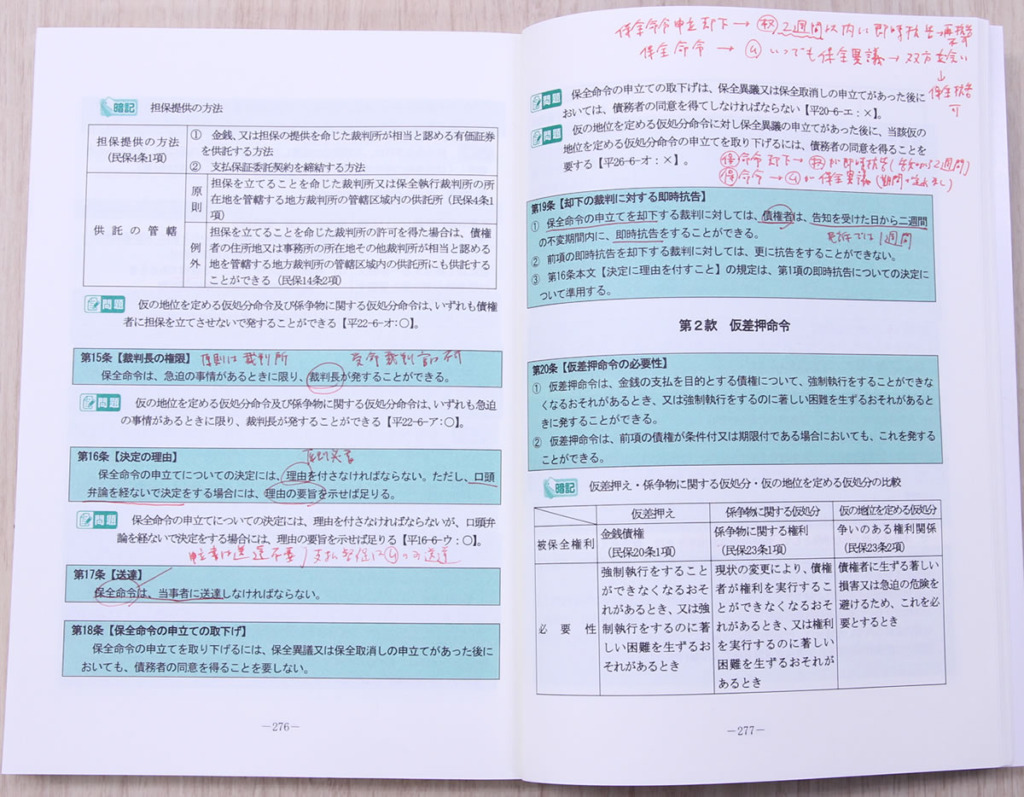 暗記 担保提供の方法
担保提供の方法
(民保4条1項)
① 金銭、又は担保の提供を命じた裁判所が相当と認める有価証券
を供託する方法
② 支払保証委託契約を締結する方法
供託の管轄
原則
担保を立てることを命じた裁判所又は保全執行裁判所の所
在地を管轄する地方裁判所の管轄区域内の供託所(民保4条1
項)
例外
担保を立てることを命じた裁判所の許可を得た場合は、債権
者の住所地又は事務所の所在地その他裁判所が相当と認める
地を管轄する地方裁判所の管轄区域内の供託所にも供託する
ことができる(民保14条2項)
問題 仮の地位を定める仮処分命令及び係争物に関する仮処分命令は、いずれも債権
者に担保を立てさせないで発することができる【平22-6-オ:○】。
第15条【裁判長の権限】 原則は裁判所
保全命令は、急迫の事情があるときに限り、裁判長が発することができる。
問題 仮の地位を定める仮処分命令及び係争物に関する仮処分命令は、いずれも急迫
の事情があるときに限り、裁判長が発することができる【平22-6-ア:○】。
第16条【決定の理由】
保全命令の申立てについての決定には、理由を付さなければならない。ただし、口頭
弁論を経ないで決定をする場合には、理由の要旨を示せば足りる。
問題 保全命令の申立てについての決定には、理由を付さなければならないが、口頭弁
論を経ないで決定をする場合には、理由の要旨を示せば足りる【平16-6-ウ:○】。
第17条【送達】
保全命令は、当事者に送達しなければならない。
第18条【保全命令の申立ての取下げ】
保全命令の申立てを取り下げるには、保全異議又は保全取消しの申立てがあった後に
おいても、債務者の同意を得ることを要しない。
―276―
保全命令申立却下→ 2週間以内に即時抗告→再抗告
保全命令 → いつでも保全異議→双方
↓
保全抗告
可
問題 保全命令の申立ての取下げは、保全異議又は保全取消しの申立てがあった後に
おいては、債務者の同意を得てしなければならない【平20-6-エ:×】。
問題 仮の地位を定める仮処分命令に対し保全異議の申立てがあった後に、当該仮の
地位を定める仮処分命令の申立てを取り下げるには、債務者の同意を得ることを
要する【平26-6-オ:×】。
命令却下→ が即時抗告(告知から2週間)
命令→ が保全異議(期間の定めなし)
第19条【却下の裁判に対する即時抗告】
① 保全命令の申立てを却下する裁判に対しては、債権者は、告知を受けた日から二週間
の不変期間内に、即時抗告をすることができる。
では1週間
② 前項の即時抗告を却下する裁判に対しては、更に抗告をすることができない。
③ 第16条本文【決定に理由を付すこと】の規定は、第1項の即時抗告についての決定に
ついて準用する。
第2款 仮差押命令
第20条【仮差押命令の必要性】
① 仮差押命令は、金銭の支払を目的とする債権について、強制執行をすることができな
くなるおそれがあるとき、又は強制執行をするのに著しい困難を生ずるおそれがあると
きに発することができる。
② 仮差押命令は、前項の債権が条件付又は期限付である場合においても、これを発する
ことができる。
暗記 仮差押え・係争物に関する仮処分・仮の地位を定める仮処分の比較
仮差押え 係争物に関する仮処分 仮の地位を定める仮処分
被保全権利
金銭債権
(民保20条1項)
係争物に関する権利
(民保23条1項)
争いのある権利関係
(民保23条2項)
必要性
強制執行をすること
ができなくなるおそ
れがあるとき、又は強
制執行をするのに著
しい困難を生ずるお
それがあるとき
現状の変更により、債権
者が権利を実行するこ
とができなくなるおそ
れがあるとき、又は権利
を実行するのに著しい
困難を生ずるおそれが
あるとき
債権者に生ずる著しい
損害又は急迫の危険を
避けるため、これを必
要とするとき
―277―